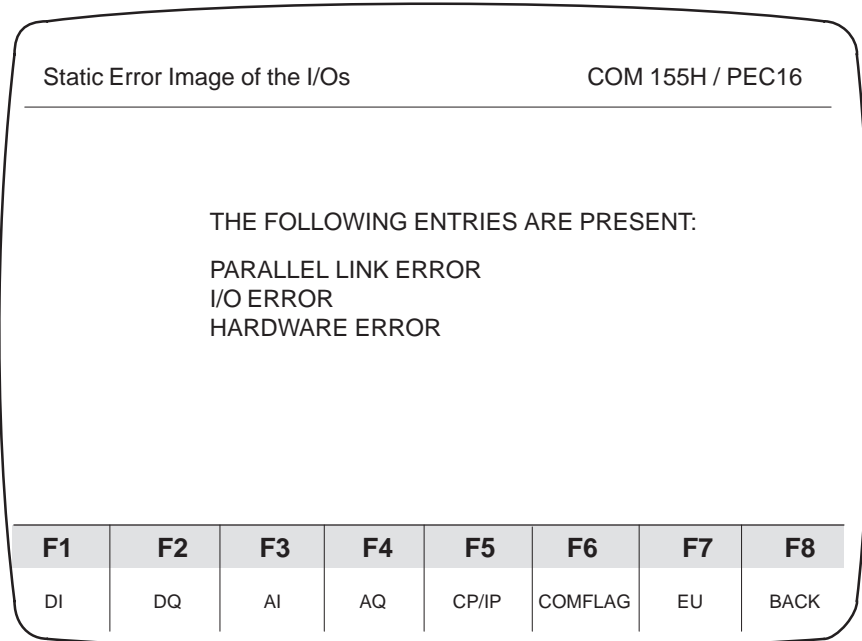 Static Error Image of the I/Os COM 155H / PEC16
THE FOLLOWING ENTRIES ARE PRESENT:
PARALLEL LINK ERROR
I/O ERROR
HARDWARE ERROR
F1 F2 F3 F4 F5 F6 F7 F8
DI DQ AI AQ CP/IP COMFLAG EU BACK